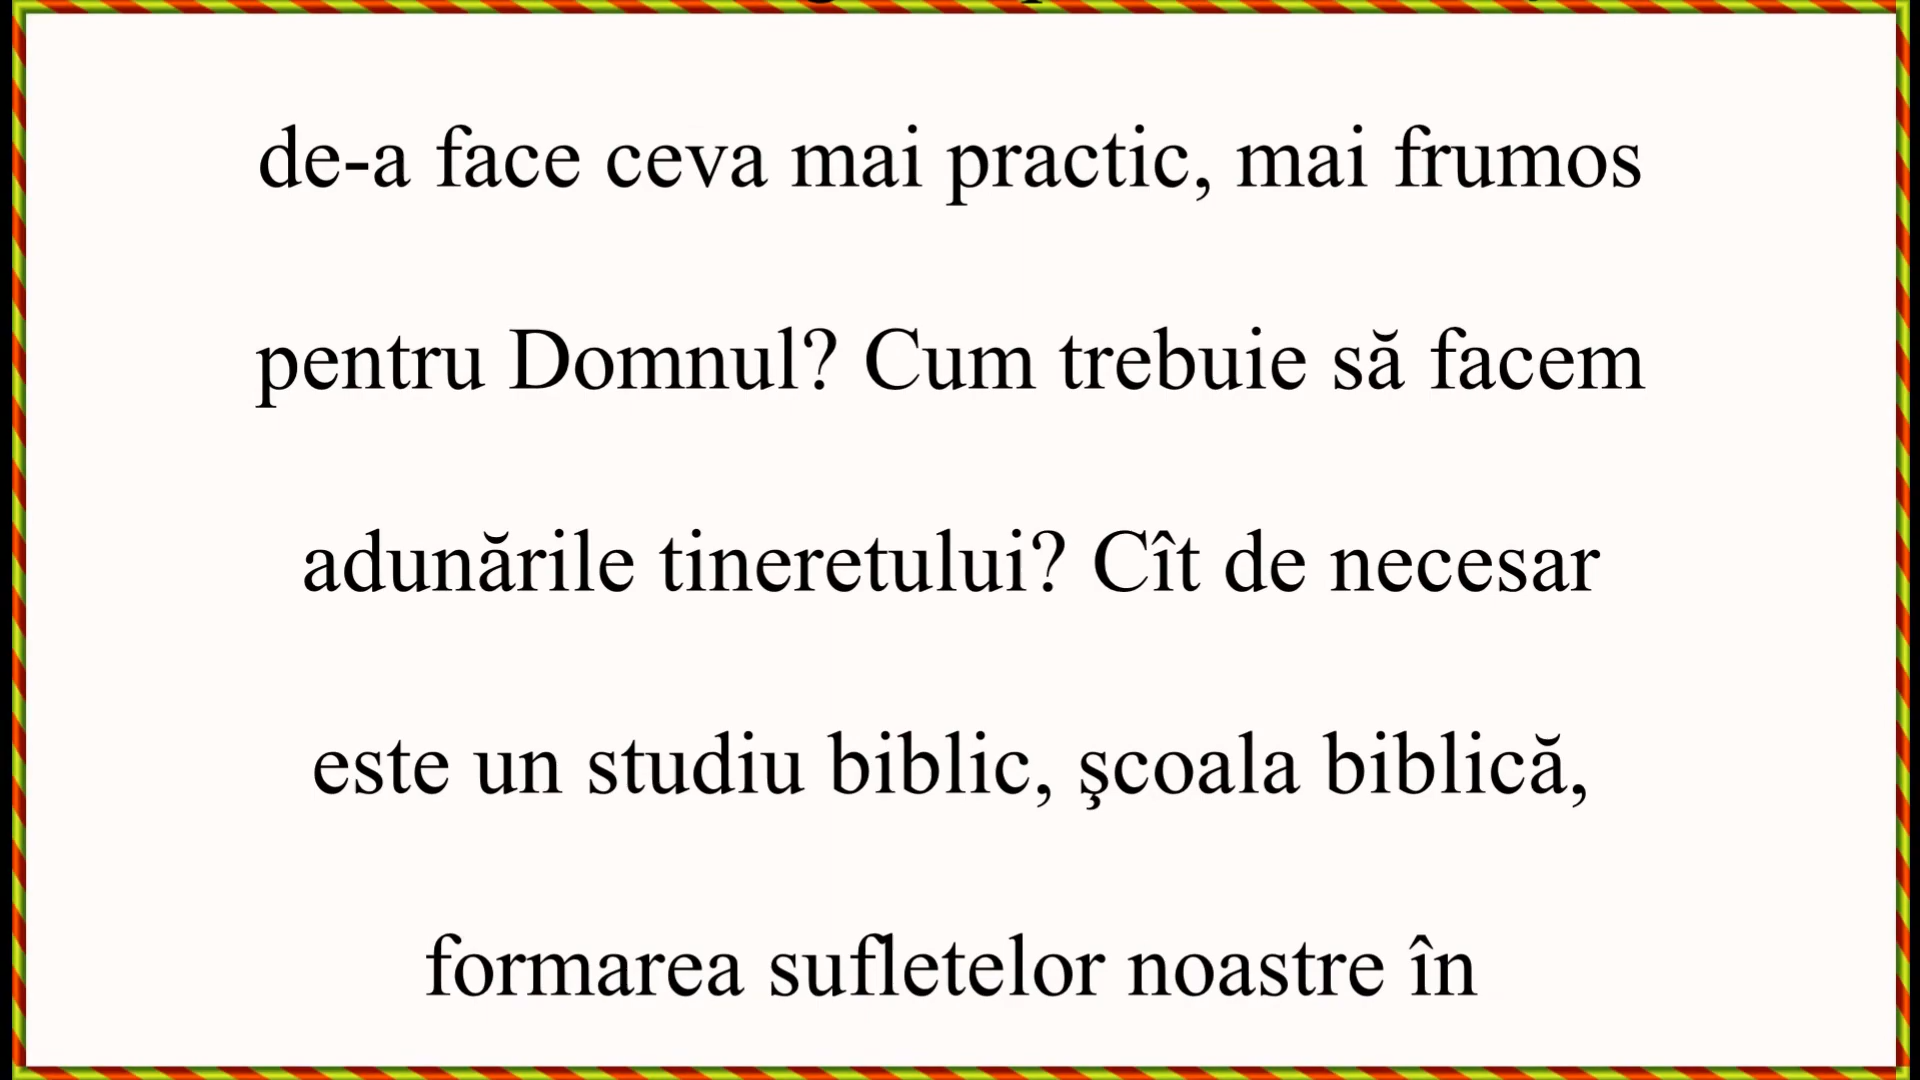 de-a face ceva mai practic, mai frumos
pentru Domnul? Cum trebuie să facem
adunările tineretului? Cît de necesar
este un studiu biblic, şcoala biblică,
formarea sufletelor noastre în